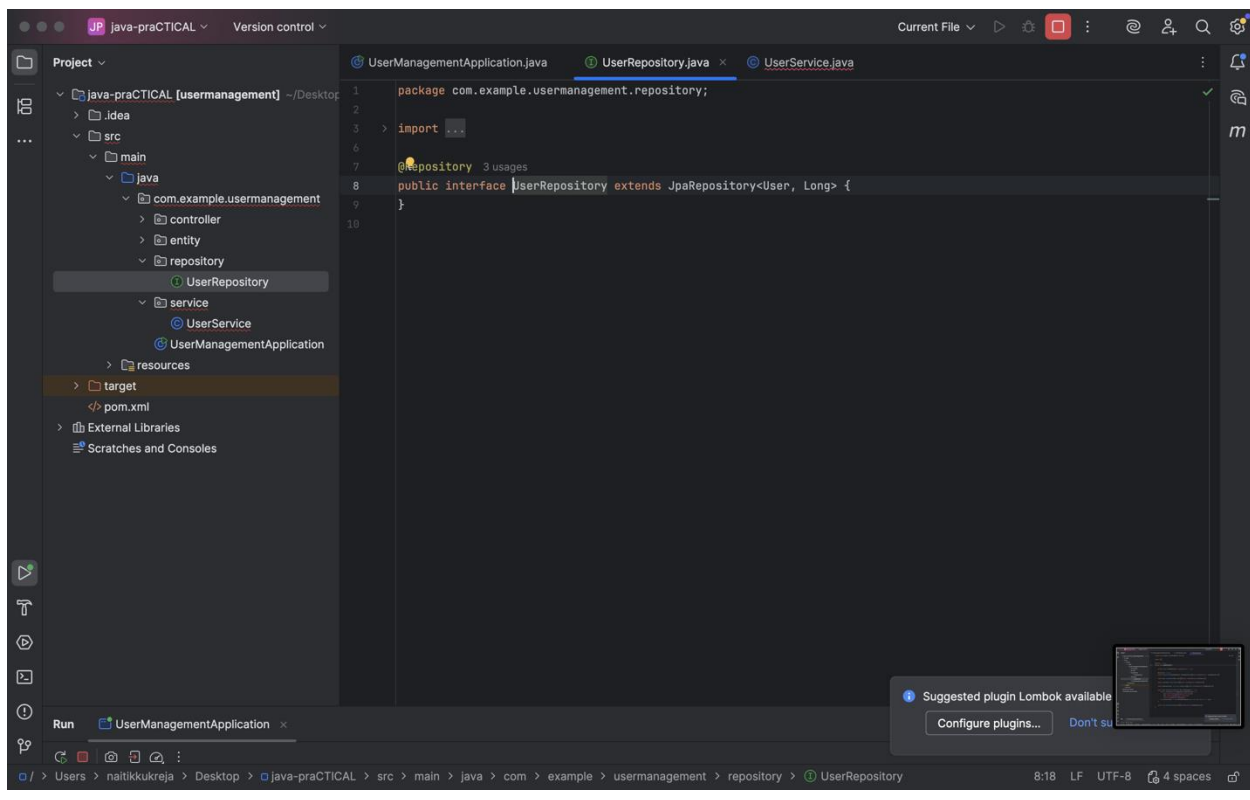 JP java-praCTICAL Version control Current File
Project
UserManagementApplication.java UserRepository.java UserService.java
java-praCTICAL [usermanagement] ~/Desktop
.idea
src
main
java
com.example.usermanagement
controller
entity
repository
UserRepository
service
UserService
UserManagementApplication
resources
target
pom.xml
External Libraries
Scratches and Consoles
1 package com.example.usermanagement.repository;
2
3 import ...
6
7 @Repository 3 usages
8 public interface UserRepository extends JpaRepository<User, Long> {
9 }
10
m
Suggested plugin Lombok available
Configure plugins... Don't su
Run UserManagementApplication
/ > Users > naitikkukreja > Desktop > java-praCTICAL > src > main > java > com > example > usermanagement > repository > UserRepository 8:18 LF UTF-8 4 spaces